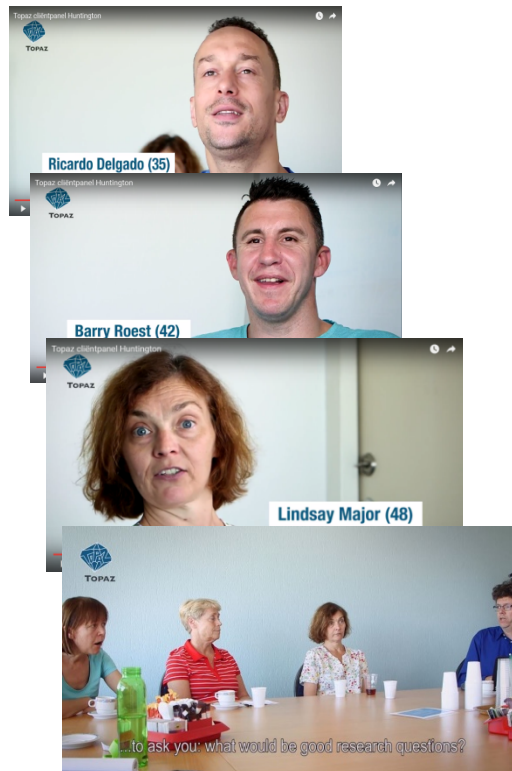 Topaz cliëntpanel Huntington
TOPAZ
Ricardo Delgado (35)
Topaz cliëntpanel Huntington
TOPAZ
Barry Roest (42)
Topaz cliëntpanel Huntington
TOPAZ
Lindsay Major (48)
TOPAZ
...to ask you: what would be good research questions?